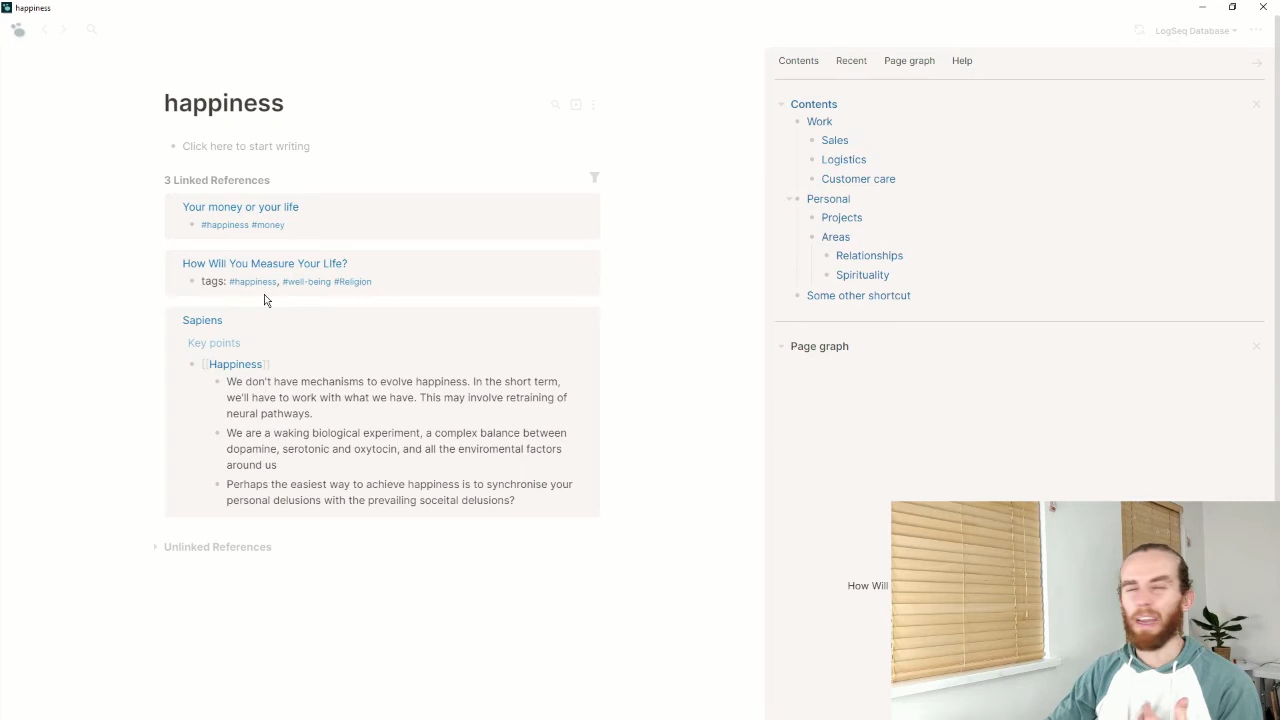 happiness
LogSeq Database
happiness
Click here to start writing
3 Linked References
Your money or your life
#happiness #money
How Will You Measure Your LIfe?
tags: #happiness, #well-being #Religion
Sapiens
Key points
[[Happiness]]
We don't have mechanisms to evolve happiness. In the short term,
we'll have to work with what we have. This may involve retraining of
neural pathways.
We are a waking biological experiment, a complex balance between
dopamine, serotonic and oxytocin, and all the enviromental factors
around us
Perhaps the easiest way to achieve happiness is to synchronise your
personal delusions with the prevailing soceital delusions?
Unlinked References
Contents Recent Page graph Help
Contents
Work
Sales
Logistics
Customer care
Personal
Projects
Areas
Relationships
Spirituality
Some other shortcut
Page graph
How Will